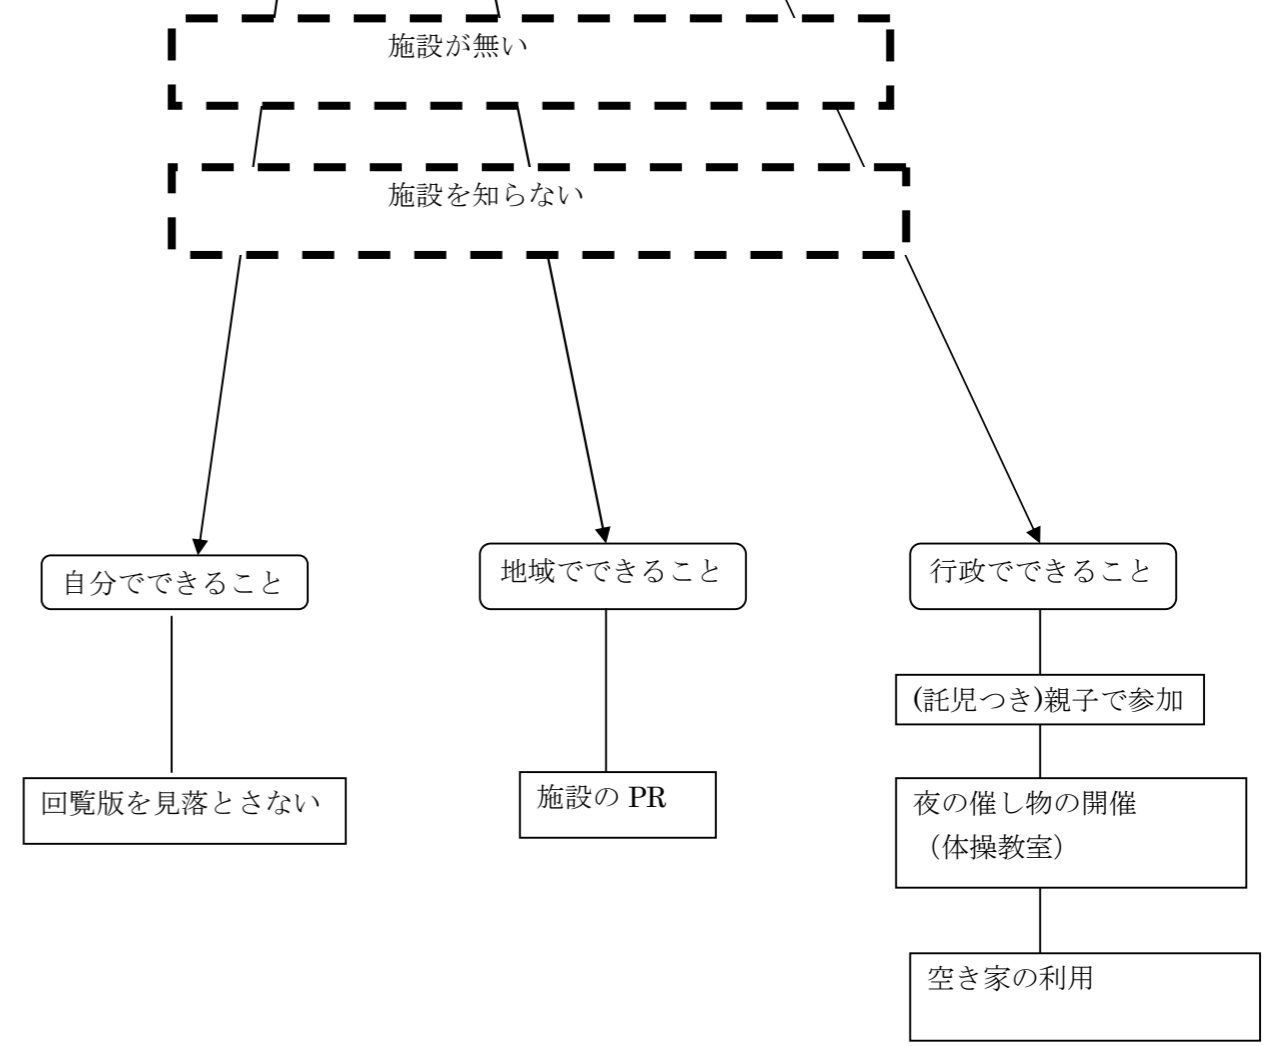 施設が無い
施設を知らない
自分でできること
地域でできること
行政でできること
(託児つき)親子で参加
回覧版を見落とさない
施設の PR
夜の催し物の開催
（体操教室）
空き家の利用